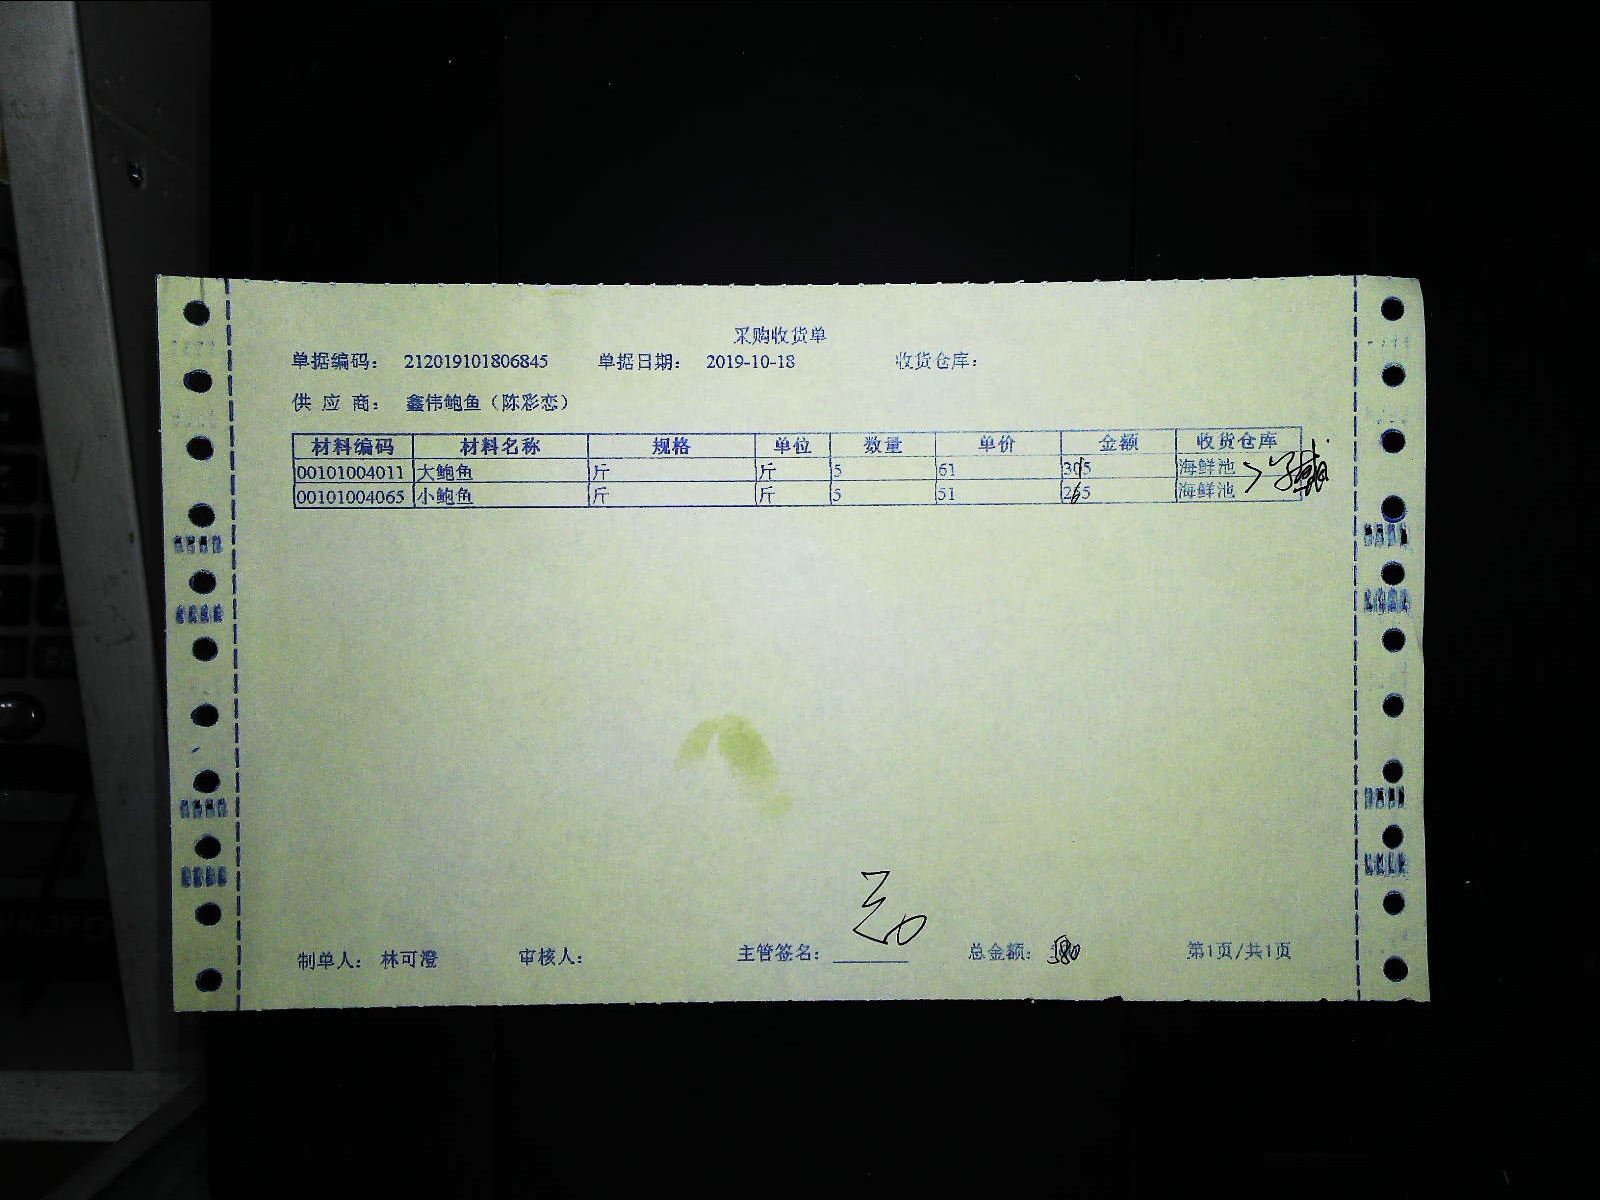 采购收货单
单据编码： 212019101806845 单据日期： 2019-10-18 收货仓库：
供 应 商： 鑫伟鲍鱼（陈彩恋）
材料编码 材料名称 规格 单位 数量 单价 金额 收货仓库
00101004011 大鲍鱼 斤 斤 5 61 海鲜池
00101004065 小鲍鱼 斤 斤 5 51 海鲜池
制单人： 林可澄 审核人： 主管签名： 总金额： 第1页/共1页